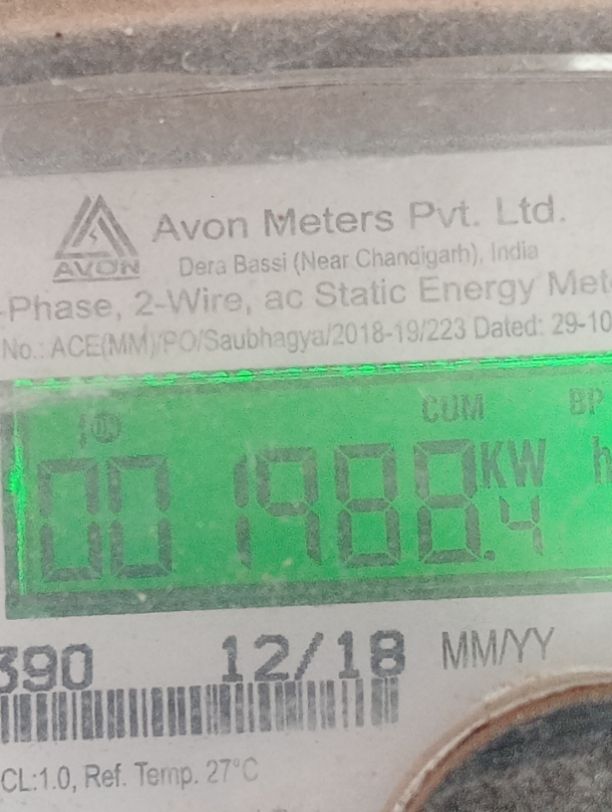 Avon Meters Pvt. Ltd.
AVON
Dera Bassi (Near Chandigarh), India
-Phase, 2-Wire, ac Static Energy Met
No.: ACE(MM)/PO/Saubhagya/2018-19/223 Dated: 29-10
CUM BP
001988.4 KW h
390 12/18 MM/YY
CL:1.0, Ref. Temp. 27°C